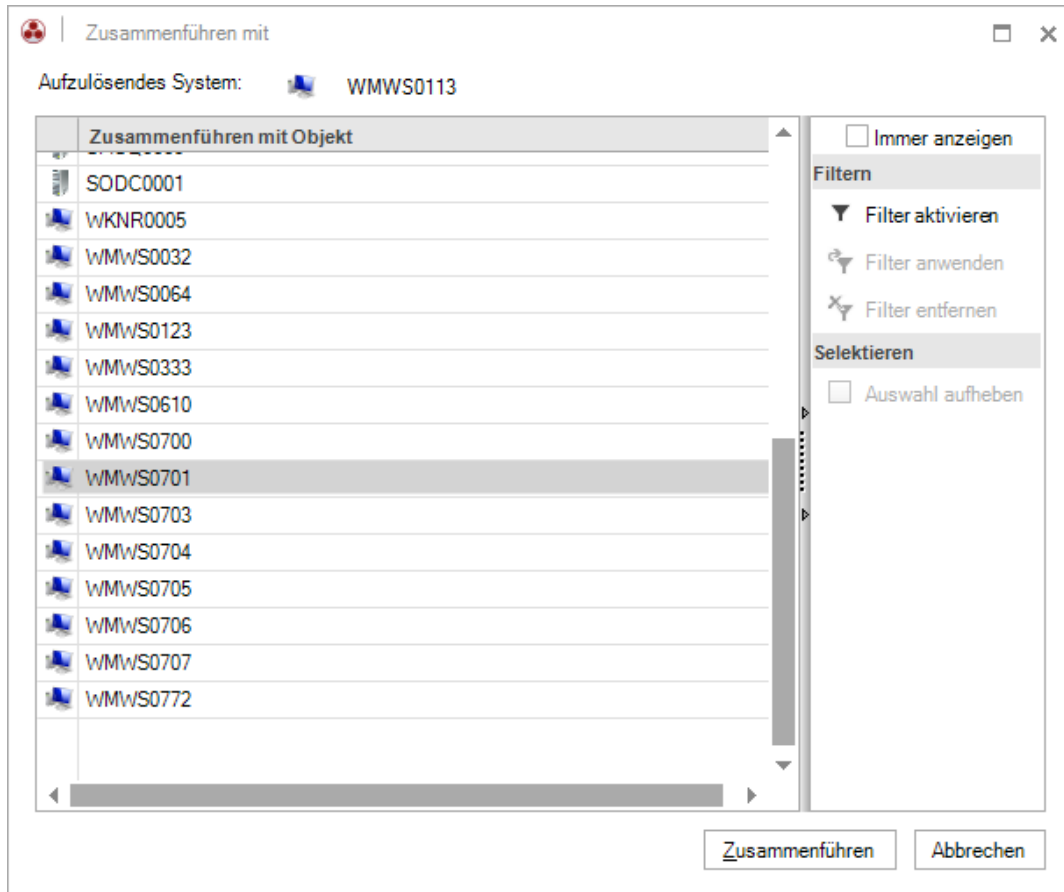 Zusammenführen mit
Aufzulösendes System: WMWS0113
Zusammenführen mit Objekt
SODC0001
WKNR0005
WMWS0032
WMWS0064
WMWS0123
WMWS0333
WMWS0610
WMWS0700
WMWS0701
WMWS0703
WMWS0704
WMWS0705
WMWS0706
WMWS0707
WMWS0772
Immer anzeigen
Filtern
Filter aktivieren
Filter anwenden
Filter entfernen
Selektieren
Auswahl aufheben
Zusammenführen
Abbrechen